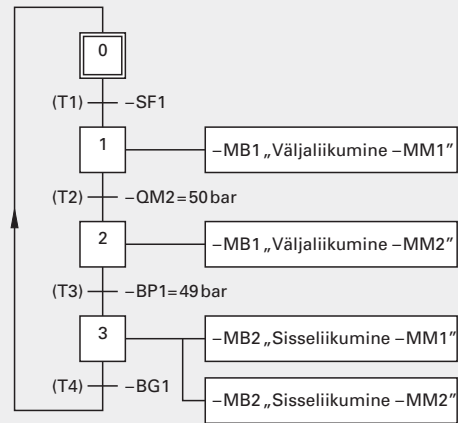 0
(T1) –SF1
1 –MB1 „Väljaliikumine –MM1”
(T2) –QM2=50 bar
2 –MB1 „Väljaliikumine –MM2”
(T3) –BP1=49 bar
3 –MB2 „Sisseliikumine –MM1”
(T4) –BG1
–MB2 „Sisseliikumine –MM2”